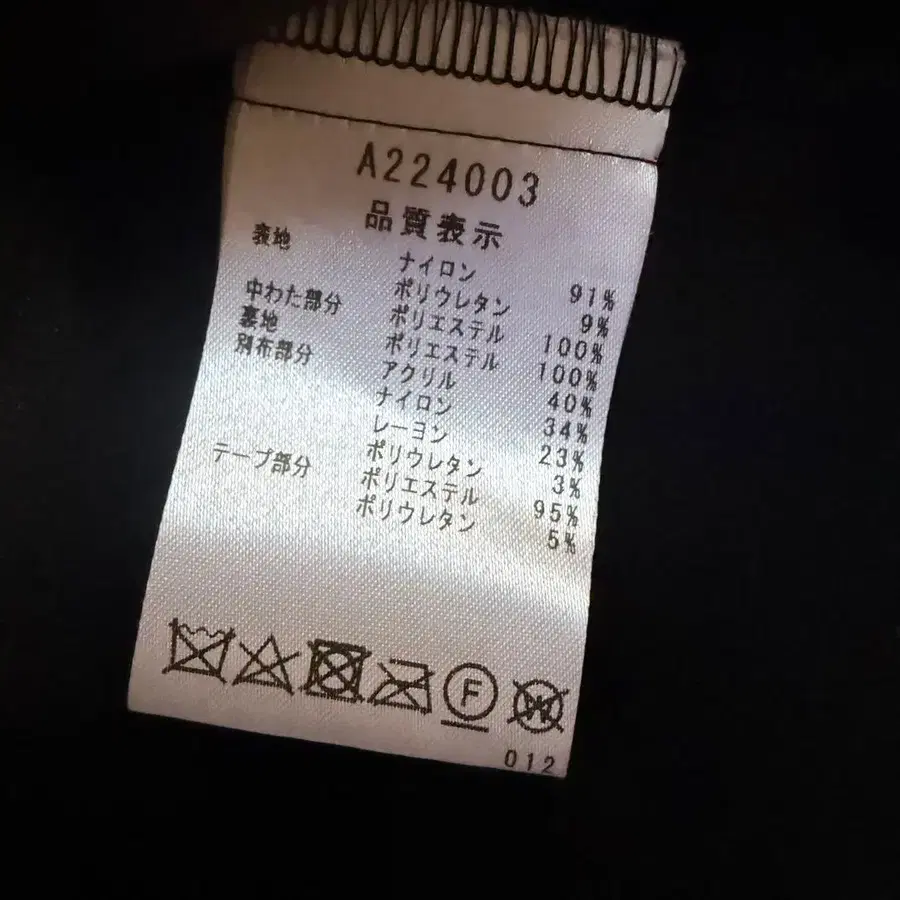 A224003
品質表示
表地 ナイロン 91%
ポリウレタン 9%
中わた部分 ポリエステル 100%
裏地 ポリエステル 100%
別布部分 アクリル 40%
ナイロン 34%
レーヨン 23%
ポリウレタン 3%
テープ部分 ポリエステル 95%
ポリウレタン 5%
F W
012